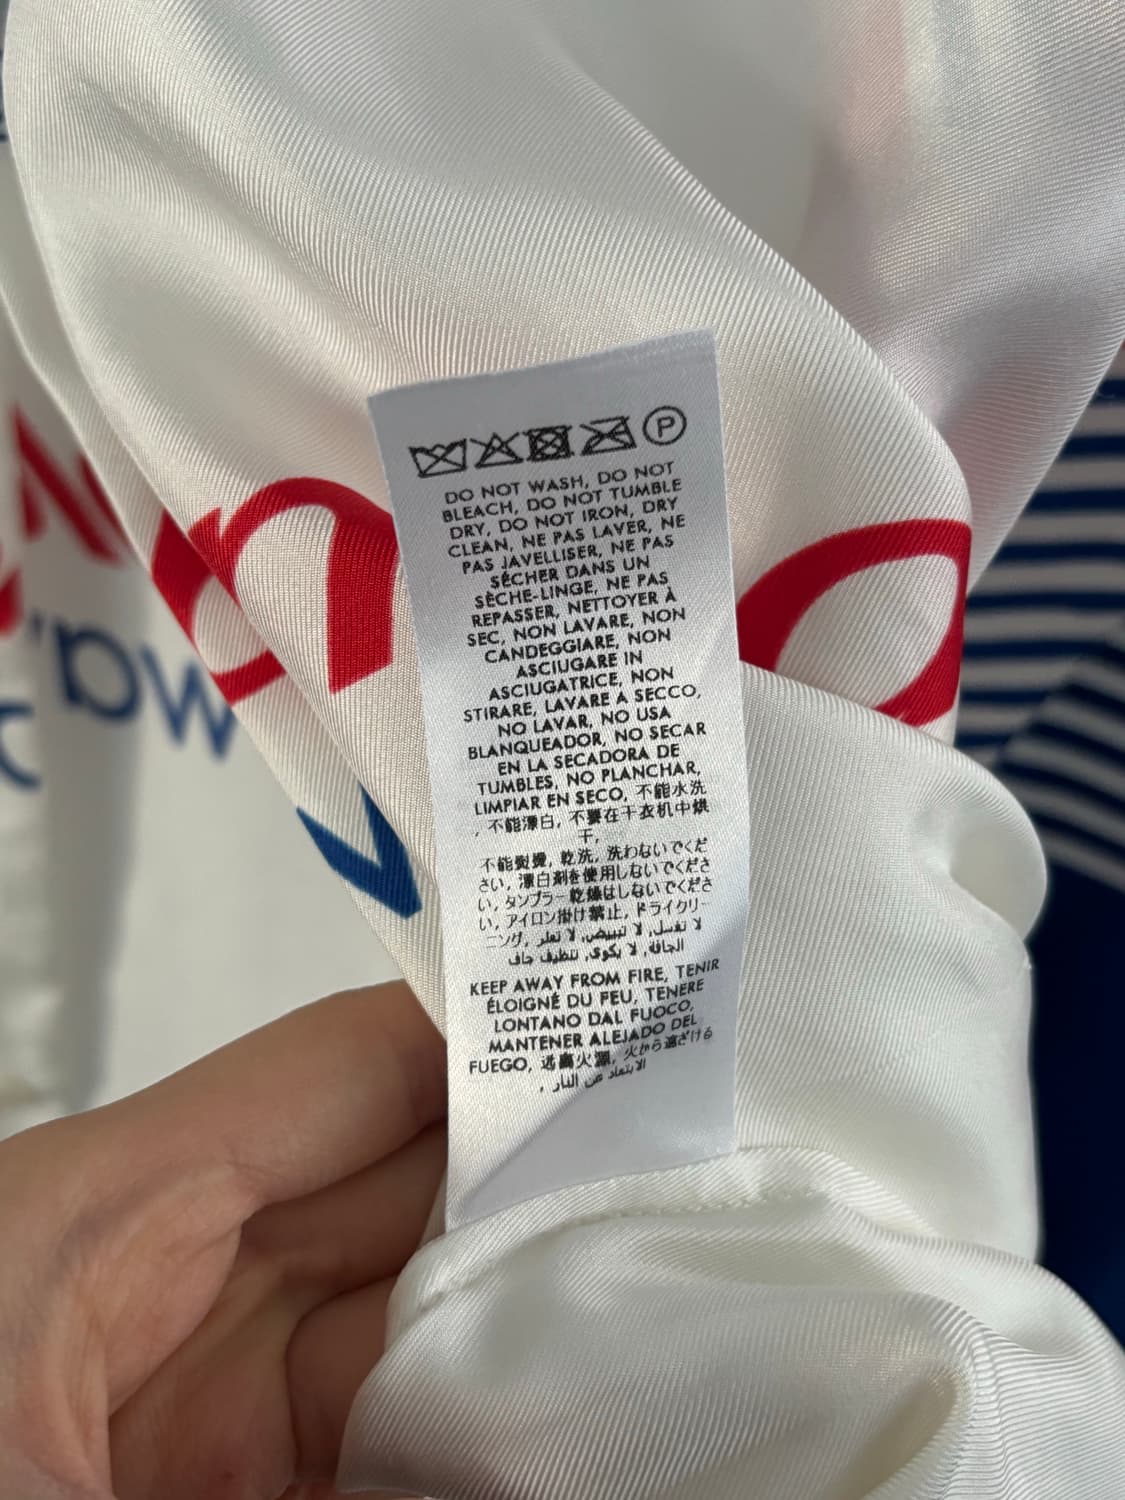 P
DO NOT WASH, DO NOT
BLEACH, DO NOT TUMBLE
DRY, DO NOT IRON, DRY
CLEAN, NE PAS LAVER, NE
PAS JAVELLISER, NE PAS
SÉCHER DANS UN
SÈCHE-LINGE, NE PAS
REPASSER, NETTOYER À
SEC, NON LAVARE, NON
CANDEGGIARE, NON
ASCIUGARE IN
ASCIUGATRICE, NON
STIRARE, LAVARE A SECCO,
NO LAVAR, NO USA
BLANQUEADOR, NO SECAR
EN LA SECADORA DE
TUMBLES, NO PLANCHAR,
LIMPIAR EN SECO, 不能水洗
, 不能漂白, 不要在干衣机中烘
干,
不能熨烫, 乾洗, 洗わないでくだ
さい, 漂白剤を使用しないでくださ
い, タンブラー乾燥はしないでくださ
い, アイロン掛け禁止, ドライクリー
ニング, لا تغسل, لا تبييض, لا تعلر
الجافة, لا يكوى, تنظيف جاف
KEEP AWAY FROM FIRE, TENIR
ÉLOIGNÉ DU FEU, TENERE
LONTANO DAL FUOCO,
MANTENER ALEJADO DEL
FUEGO, 远离火源, 火から遠ざける
, الابتعاد عن النار